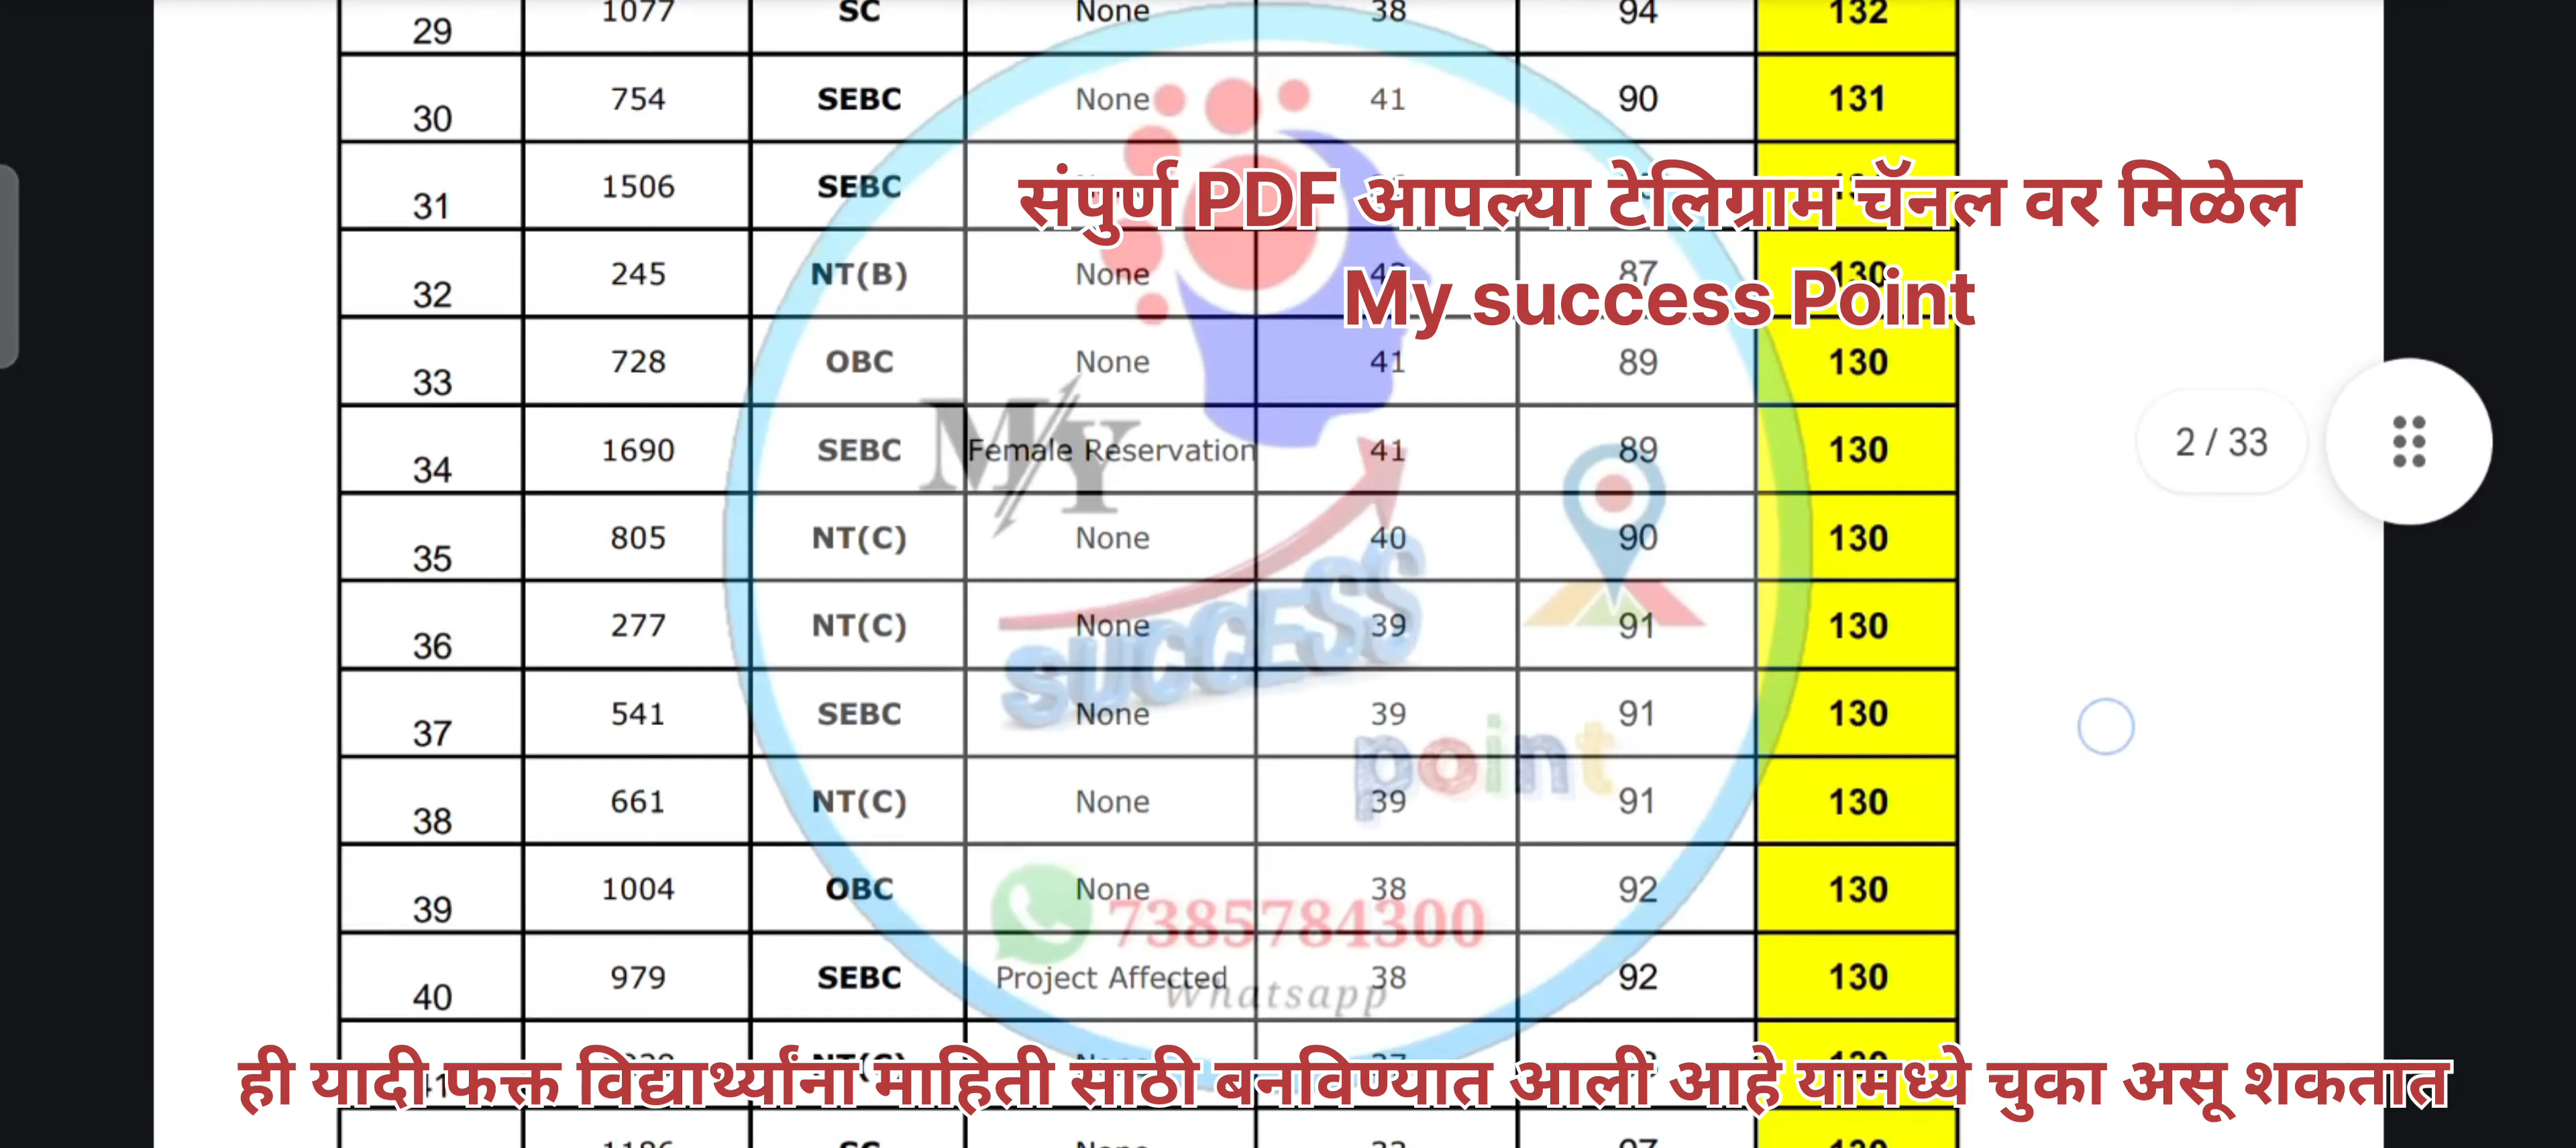 29 1077 SC None 38 94 132
30 754 SEBC None 41 90 131
31 1506 SEBC
संपुर्ण PDF आपल्या टेलिग्राम चॅनल वर मिळेल
32 245 NT(B) None 87 130
My success Point
33 728 OBC None 41 89 130
34 1690 SEBC Female Reservation 41 89 130
MY
2 / 33
35 805 NT(C) None 40 90 130
36 277 NT(C) None 39 91 130
SUCCESS
37 541 SEBC None 39 91 130
point
38 661 NT(C) None 39 91 130
39 1004 OBC None 38 92 130
7385784300
40 979 SEBC Project Affected 38 92 130
Whatsapp
ही यादी फक्त विद्यार्थ्यांना माहिती साठी बनविण्यात आली आहे यामध्ये चुका असू शकतात